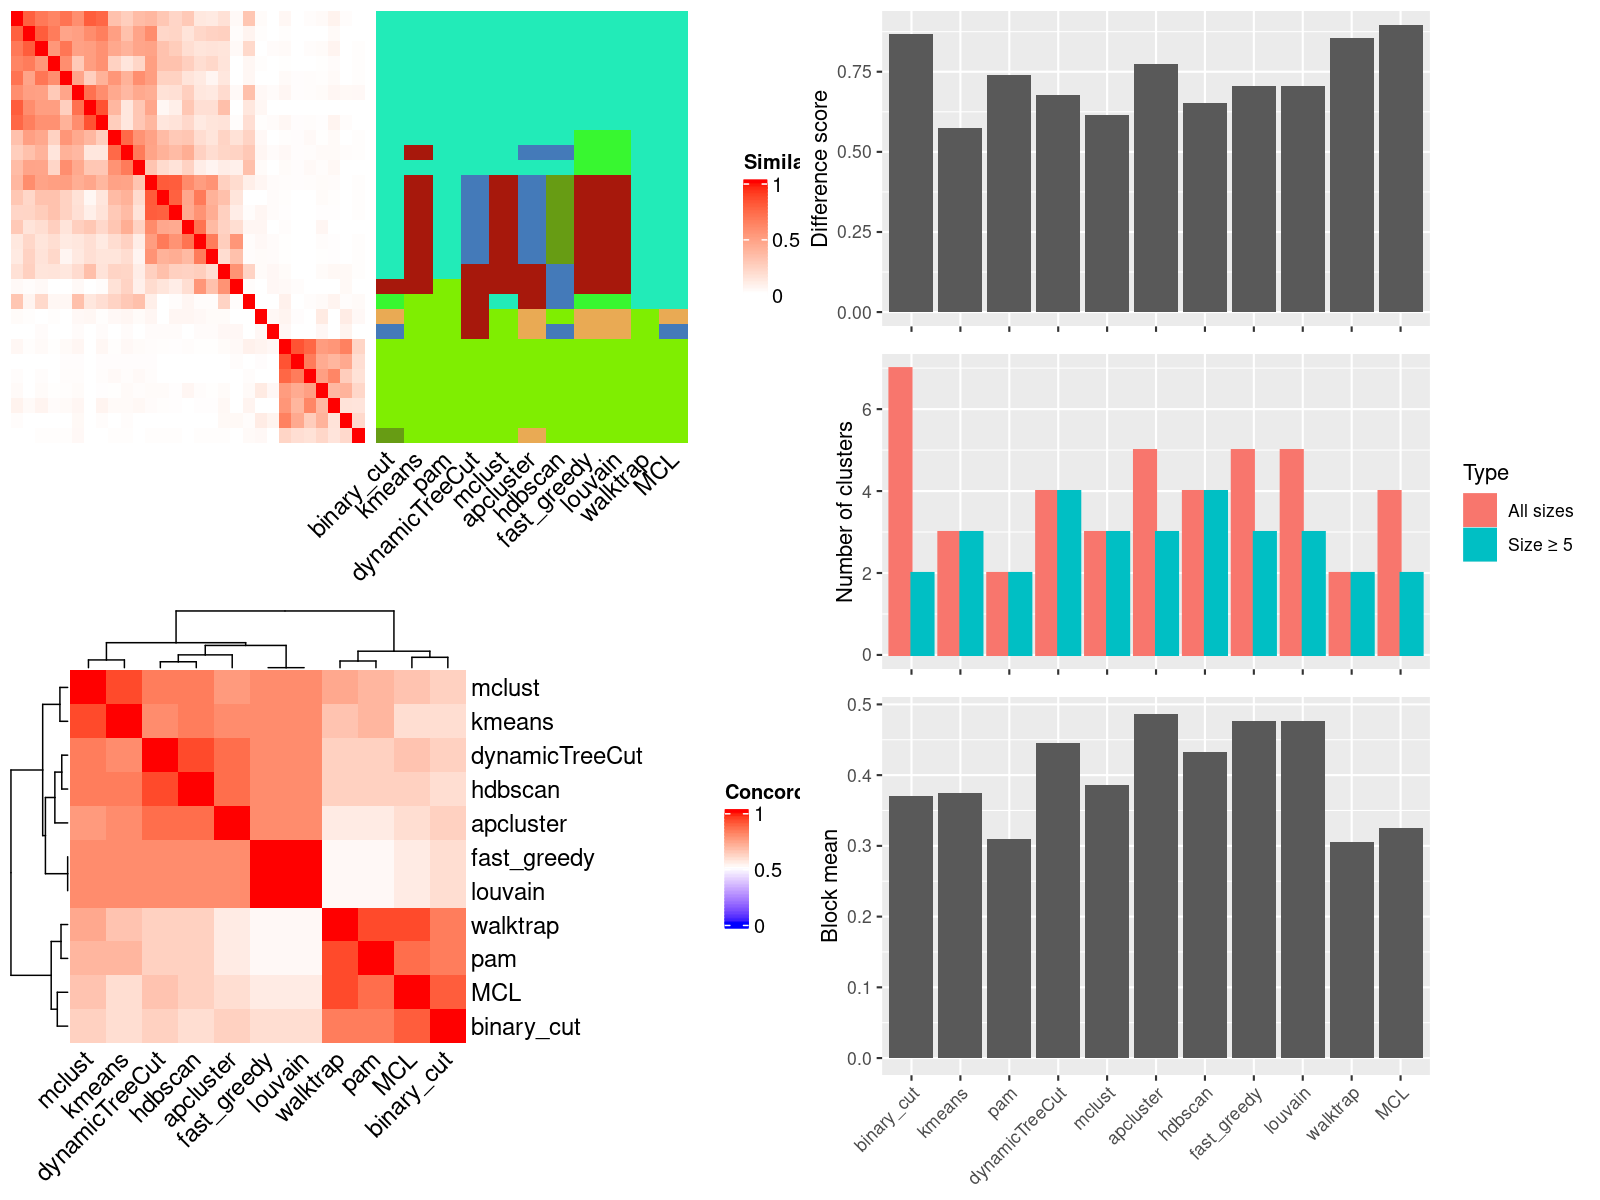 Simila
1
0.5
0
binary_cut
kmeans
pam
dynamicTreeCut
mclust
apcluster
hdbscan
fast_greedy
louvain
walktrap
MCL
Difference score
0.75
0.50
0.25
0.00
Number of clusters
6
4
2
0
Type
All sizes
Size ≥ 5
mclust
kmeans
dynamicTreeCut
hdbscan
apcluster
fast_greedy
louvain
walktrap
pam
MCL
binary_cut
mclust
kmeans
dynamicTreeCut
hdbscan
apcluster
fast_greedy
louvain
walktrap
pam
MCL
binary_cut
Concord
1
0.5
0
Block mean
0.5
0.4
0.3
0.2
0.1
0.0
binary_cut
kmeans
pam
dynamicTreeCut
mclust
apcluster
hdbscan
fast_greedy
louvain
walktrap
MCL